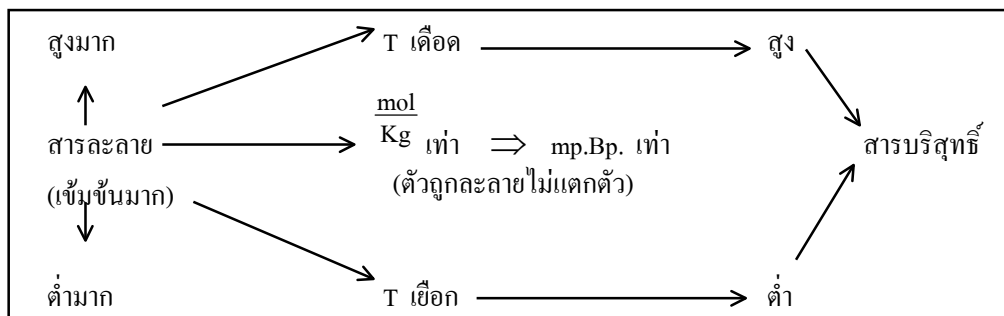 สูงมาก T เดือด สูง
สารละลาย mol/Kg เท่า ⇒ mp.Bp. เท่า สารบริสุทธิ์
(เข้มข้นมาก) (ตัวถูกละลายไม่แตกตัว)
ต่ำมาก T เยือก ต่ำ